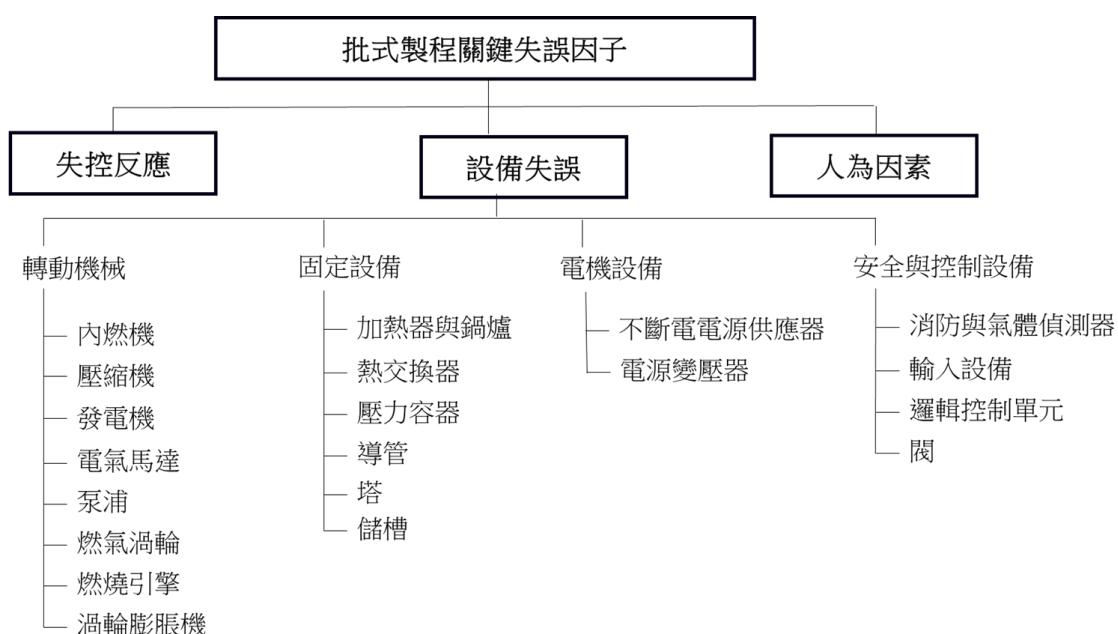 批式製程關鍵失誤因子
失控反應
設備失誤
人為因素
轉動機械
內燃機
壓縮機
發電機
電氣馬達
泵浦
燃氣渦輪
燃燒引擎
渦輪膨脹機
固定設備
加熱器與鍋爐
熱交換器
壓力容器
導管
塔
儲槽
電機設備
不斷電電源供應器
電源變壓器
安全與控制設備
消防與氣體偵測器
輸入設備
邏輯控制單元
閥